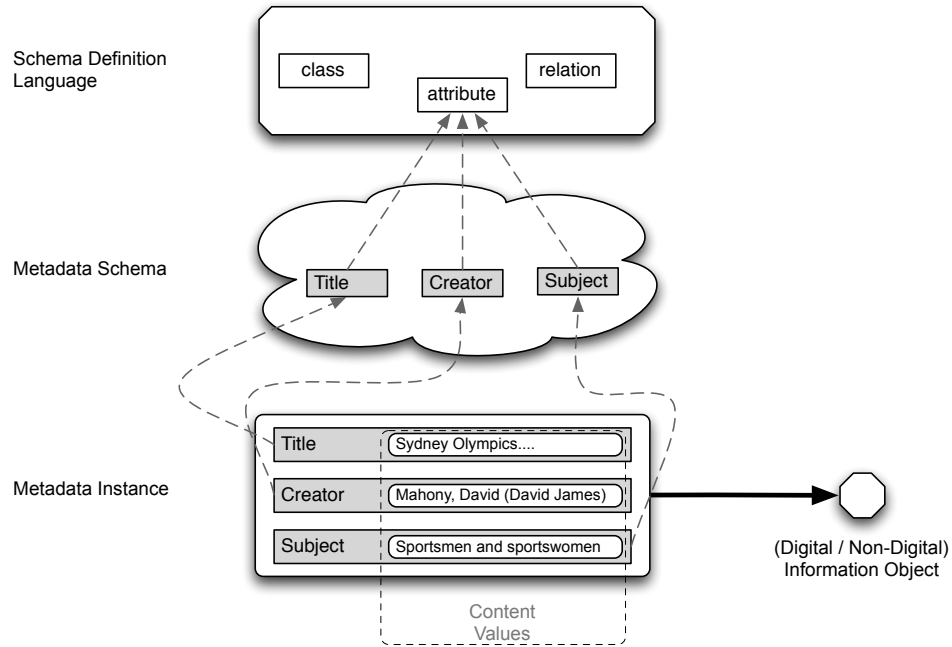 Schema Definition
Language
class
relation
attribute
Metadata Schema
Title
Creator
Subject
Metadata Instance
Title
Sydney Olympics....
Creator
Mahony, David (David James)
Subject
Sportsmen and sportswomen
Content
Values
(Digital / Non-Digital)
Information Object